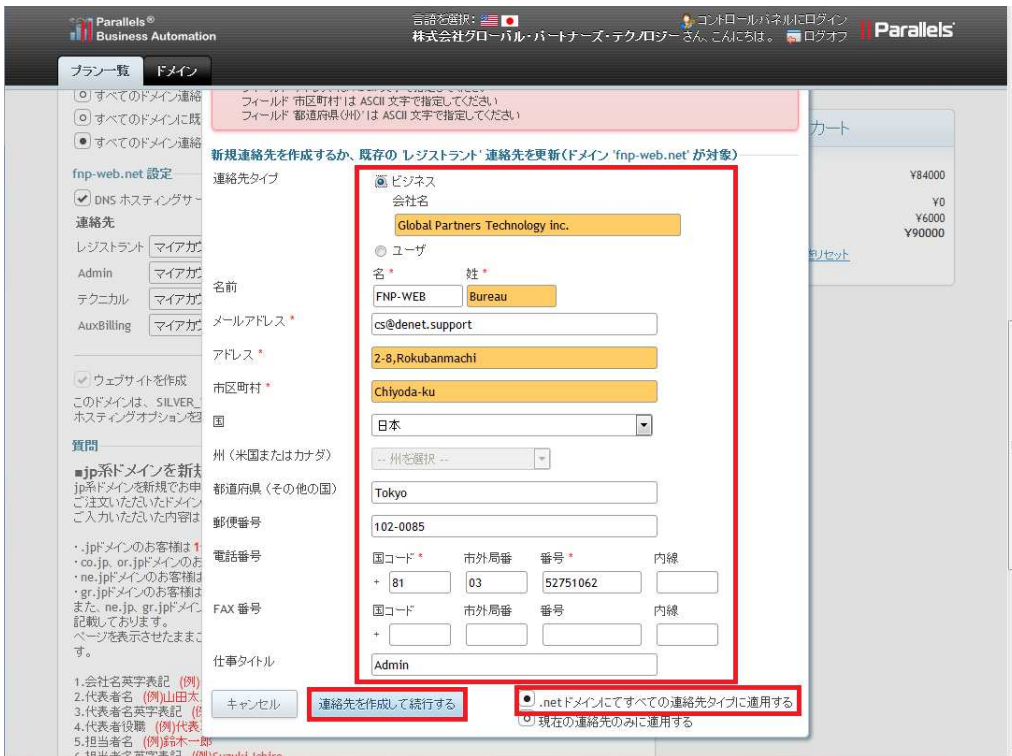 Parallels®
Business Automation
言語を選択:
コントロールパネルにログイン
株式会社グローバル・パートナーズ・テクノロジーさん、こんにちは。
ログオフ
Parallels
プラン一覧
ドメイン
すべてのドメイン連絡
すべてのドメインに既
すべてのドメイン連絡
フィールド '市区町村' は ASCII 文字で指定してください
フィールド '都道府県(州)' は ASCII 文字で指定してください
カート
新規連絡先を作成するか、既存の 'レジストラント' 連絡先を更新(ドメイン 'fnp-web.net' が対象)
fnp-web.net 設定
DNS ホスティングサー
連絡先
レジストラント マイアカウ
Admin マイアカウ
テクニカル マイアカウ
AuxBilling マイアカウ
¥84000
¥0
¥6000
¥90000
リセット
連絡先タイプ
ビジネス
会社名
Global Partners Technology inc.
ユーザ
名前
名 * 姓 *
FNP-WEB Bureau
メールアドレス * cs@denet.support
アドレス * 2-8,Rokubanmachi
市区町村 * Chiyoda-ku
国 日本
州 (米国またはカナダ) -- 州を選択 --
都道府県 (その他の国) Tokyo
郵便番号 102-0085
電話番号
国コード * 市外局番 番号 * 内線
+ 81 03 52751062
FAX 番号
国コード 市外局番 番号 内線
+
仕事タイトル Admin
キャンセル
連絡先を作成して続行する
.netドメインにてすべての連絡先タイプに適用する
現在の連絡先のみに適用する
ウェブサイトを作成
このドメインは、SILVER_
ホスティングオプションを
質問
■jp系ドメインを新規
jp系ドメインを新規でお申
ご注文いただいたドメイン
ご入力いただいた内容は
・.jpドメインのお客様は1
・co.jp、or.jpドメインのお
・ne.jpドメインのお客様は
・gr.jpドメインのお客様は
また、ne.jp、gr.jpドメイン
記載しております。
ページを表示させたままご
す。
1.会社名英字表記 (例)
2.代表者名 (例)山田太
3.代表者名英字表記 (例
4.代表者役職 (例)代表
5.担当者名 (例)鈴木一郎